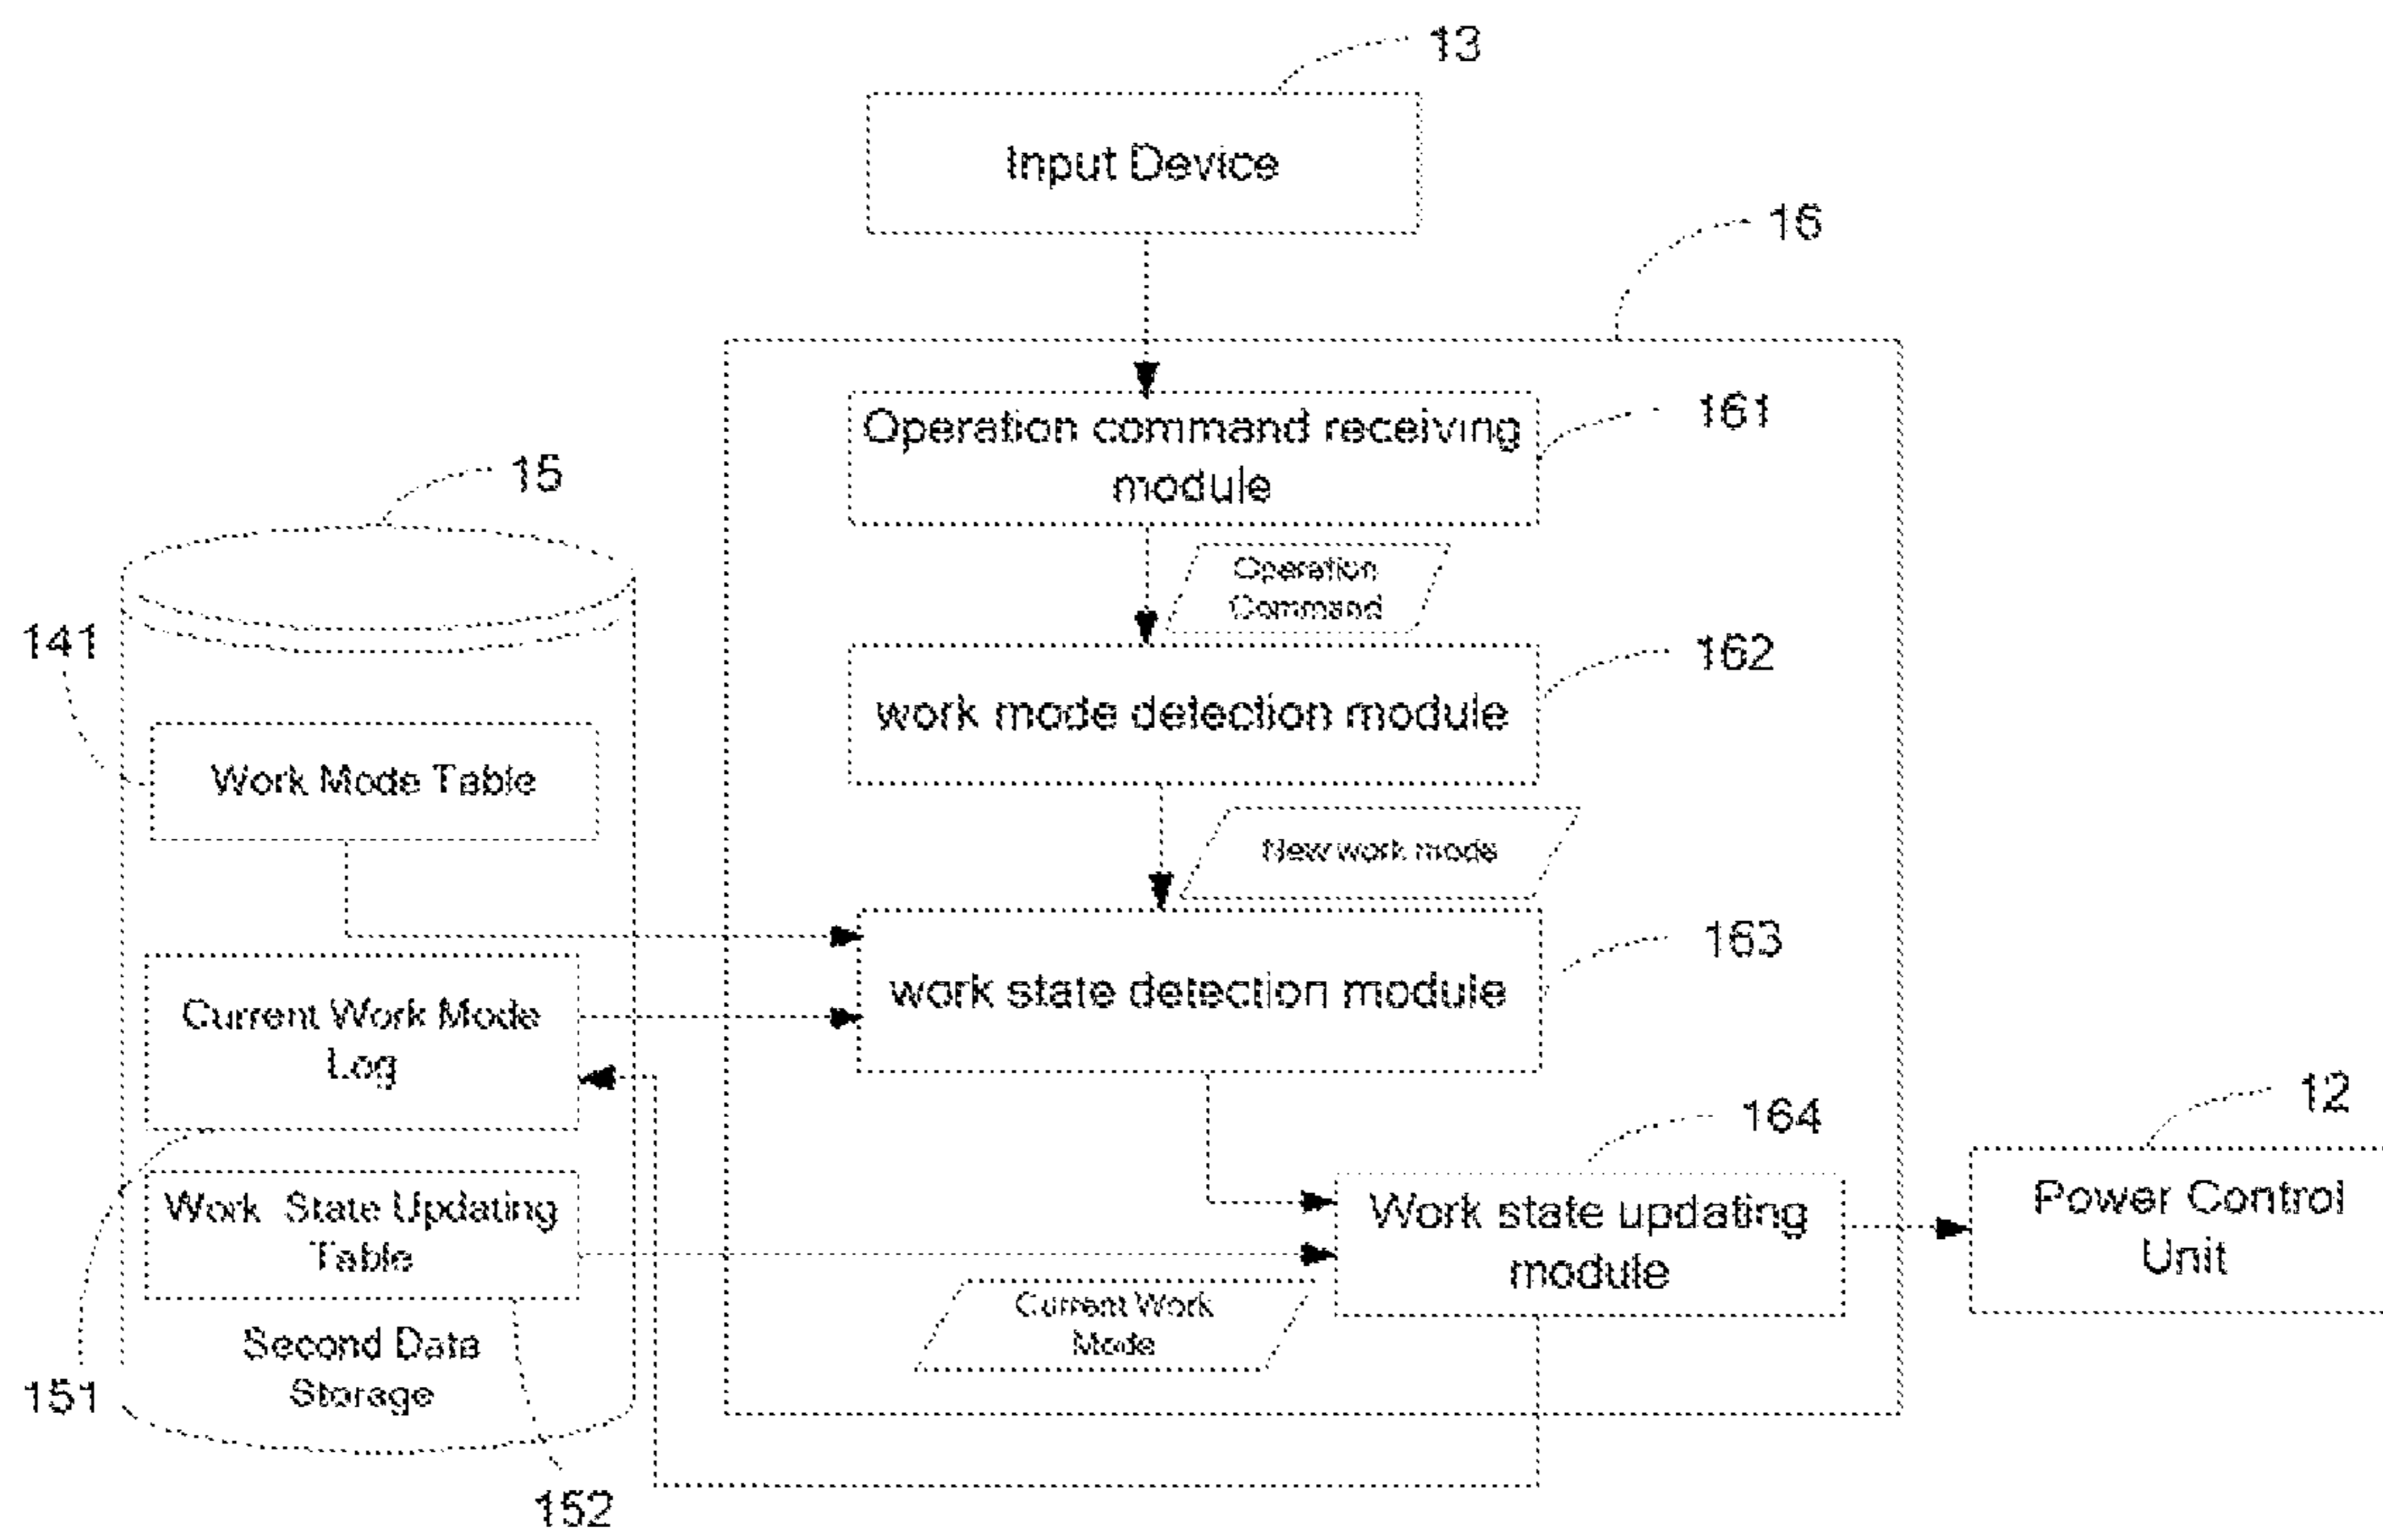 13
Input Device
16
Operation command receiving
module
161
15
Operation
Command
141
162
work mode detection module
Work Mode Table
New work mode
163
work state detection module
Current Work Mode
Log
164
12
Work State Updating
Table
Work state updating
module
Power Control
Unit
Current Work
Mode
Second Data
Storage
151
152